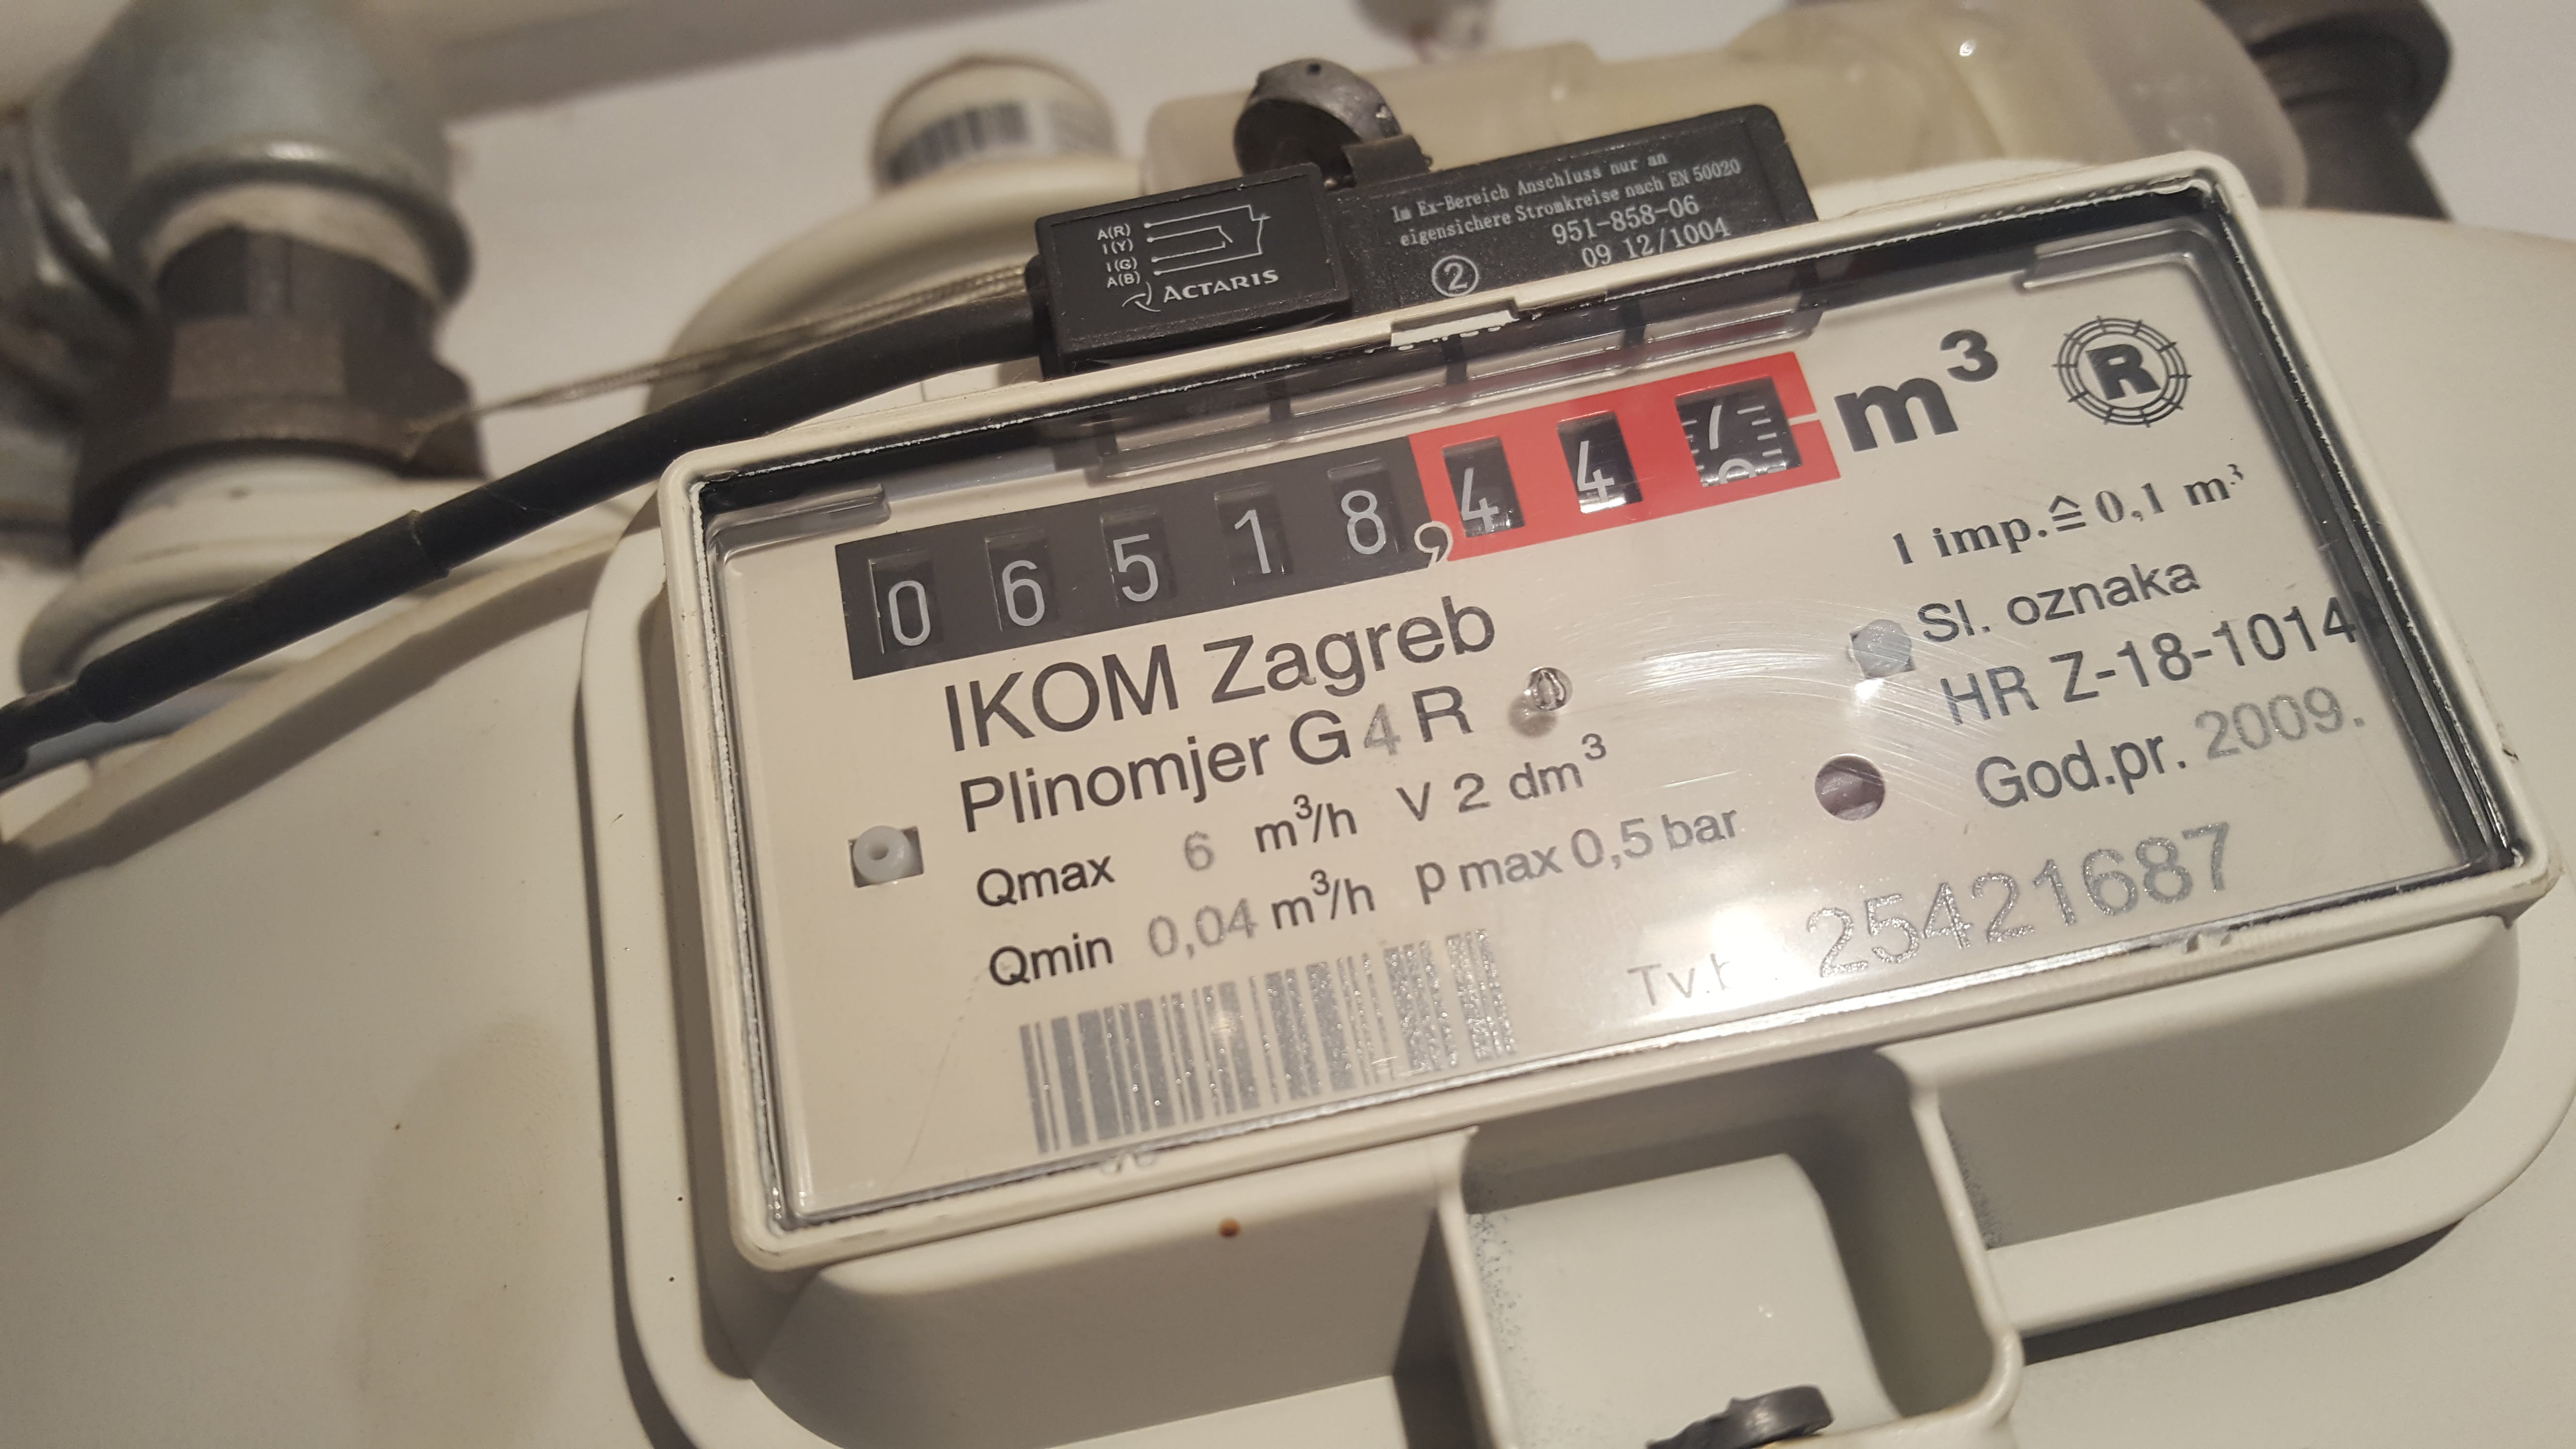 A(R)
I(Y)
I(G)
A(B)
ACTARIS
Im Ex-Bereich Anschluss nur an
eigensichere Stromkreise nach EN 50020
951-858-06
② 09 12/1004
06518,447 m³ R
1 imp.≙0,1 m³
IKOM Zagreb
Plinomjer G4R
Qmax 6 m³/h V 2 dm³
Qmin 0,04 m³/h p max 0,5 bar
Sl. oznaka
HR Z-18-1014
God.pr. 2009.
25421687